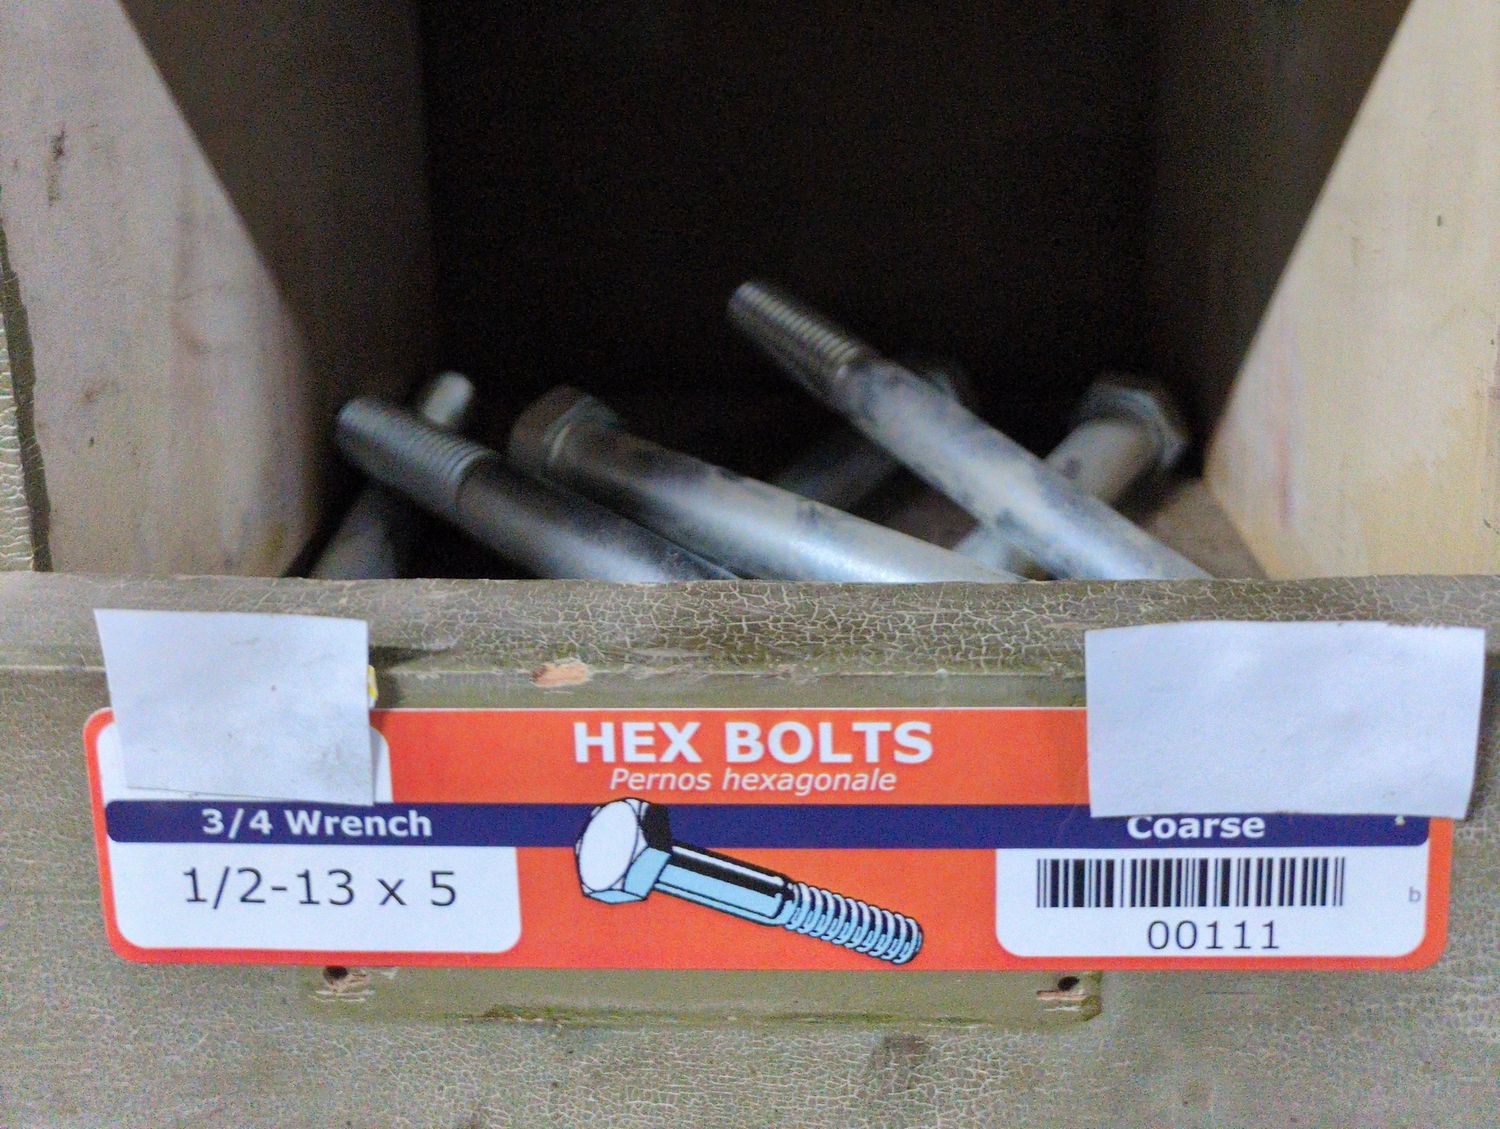 HEX BOLTS
Pernos hexagonale
3/4 Wrench
Coarse
1/2-13 x 5
00111
b